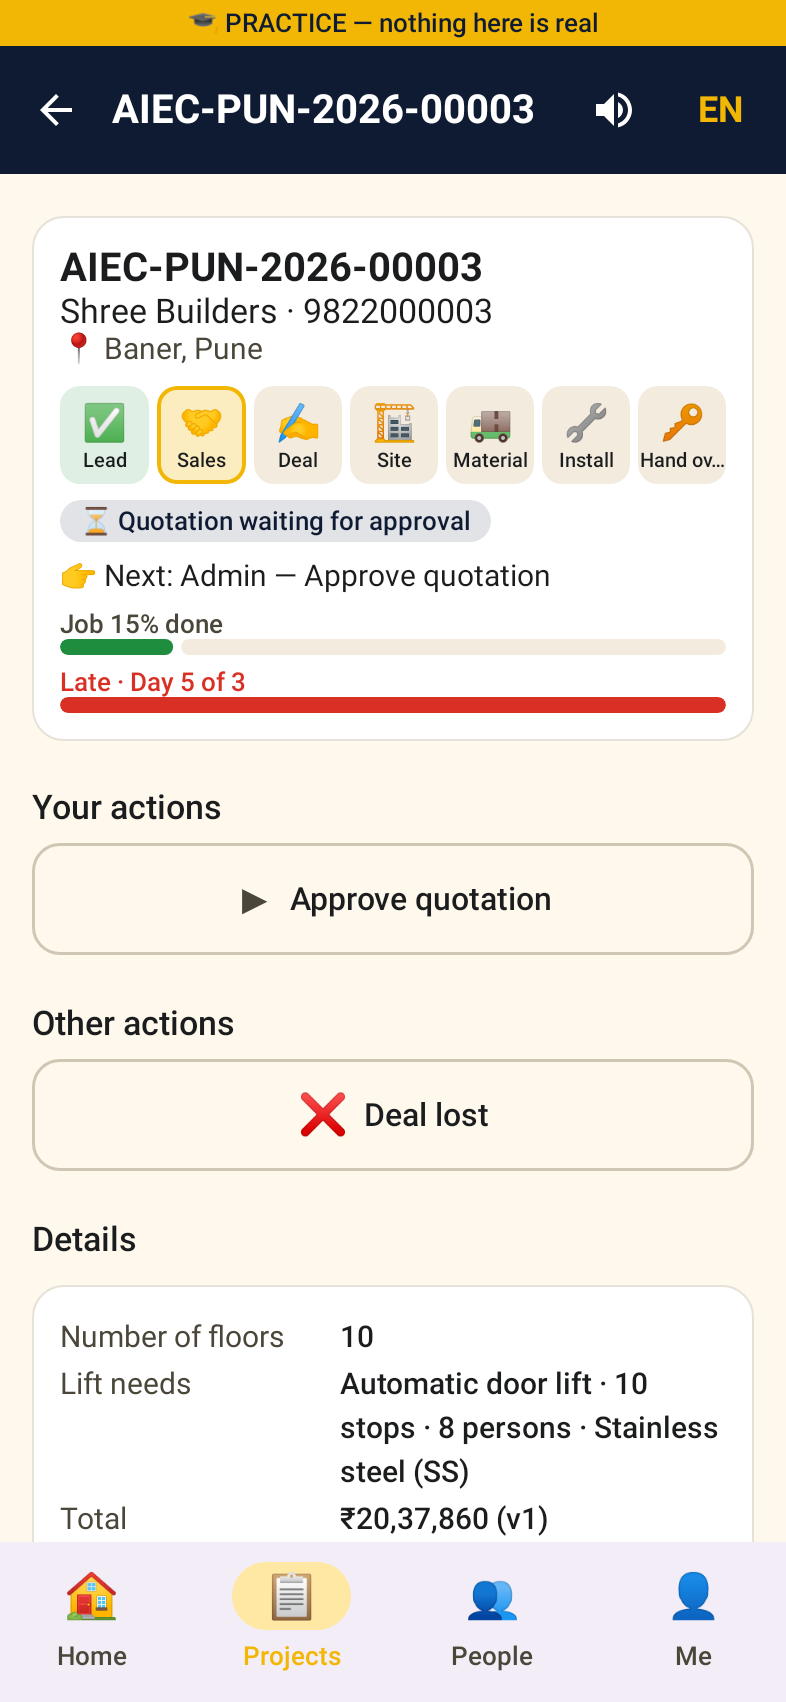 PRACTICE — nothing here is real
AIEC-PUN-2026-00003
EN
AIEC-PUN-2026-00003
Shree Builders · 9822000003
Baner, Pune
Lead
Sales
Deal
Site
Material
Install
Hand ov...
Quotation waiting for approval
Next: Admin — Approve quotation
Job 15% done
Late · Day 5 of 3
Your actions
Approve quotation
Other actions
Deal lost
Details
Number of floors 10
Lift needs Automatic door lift · 10
stops · 8 persons · Stainless
steel (SS)
Total ₹20,37,860 (v1)
Home
Projects
People
Me